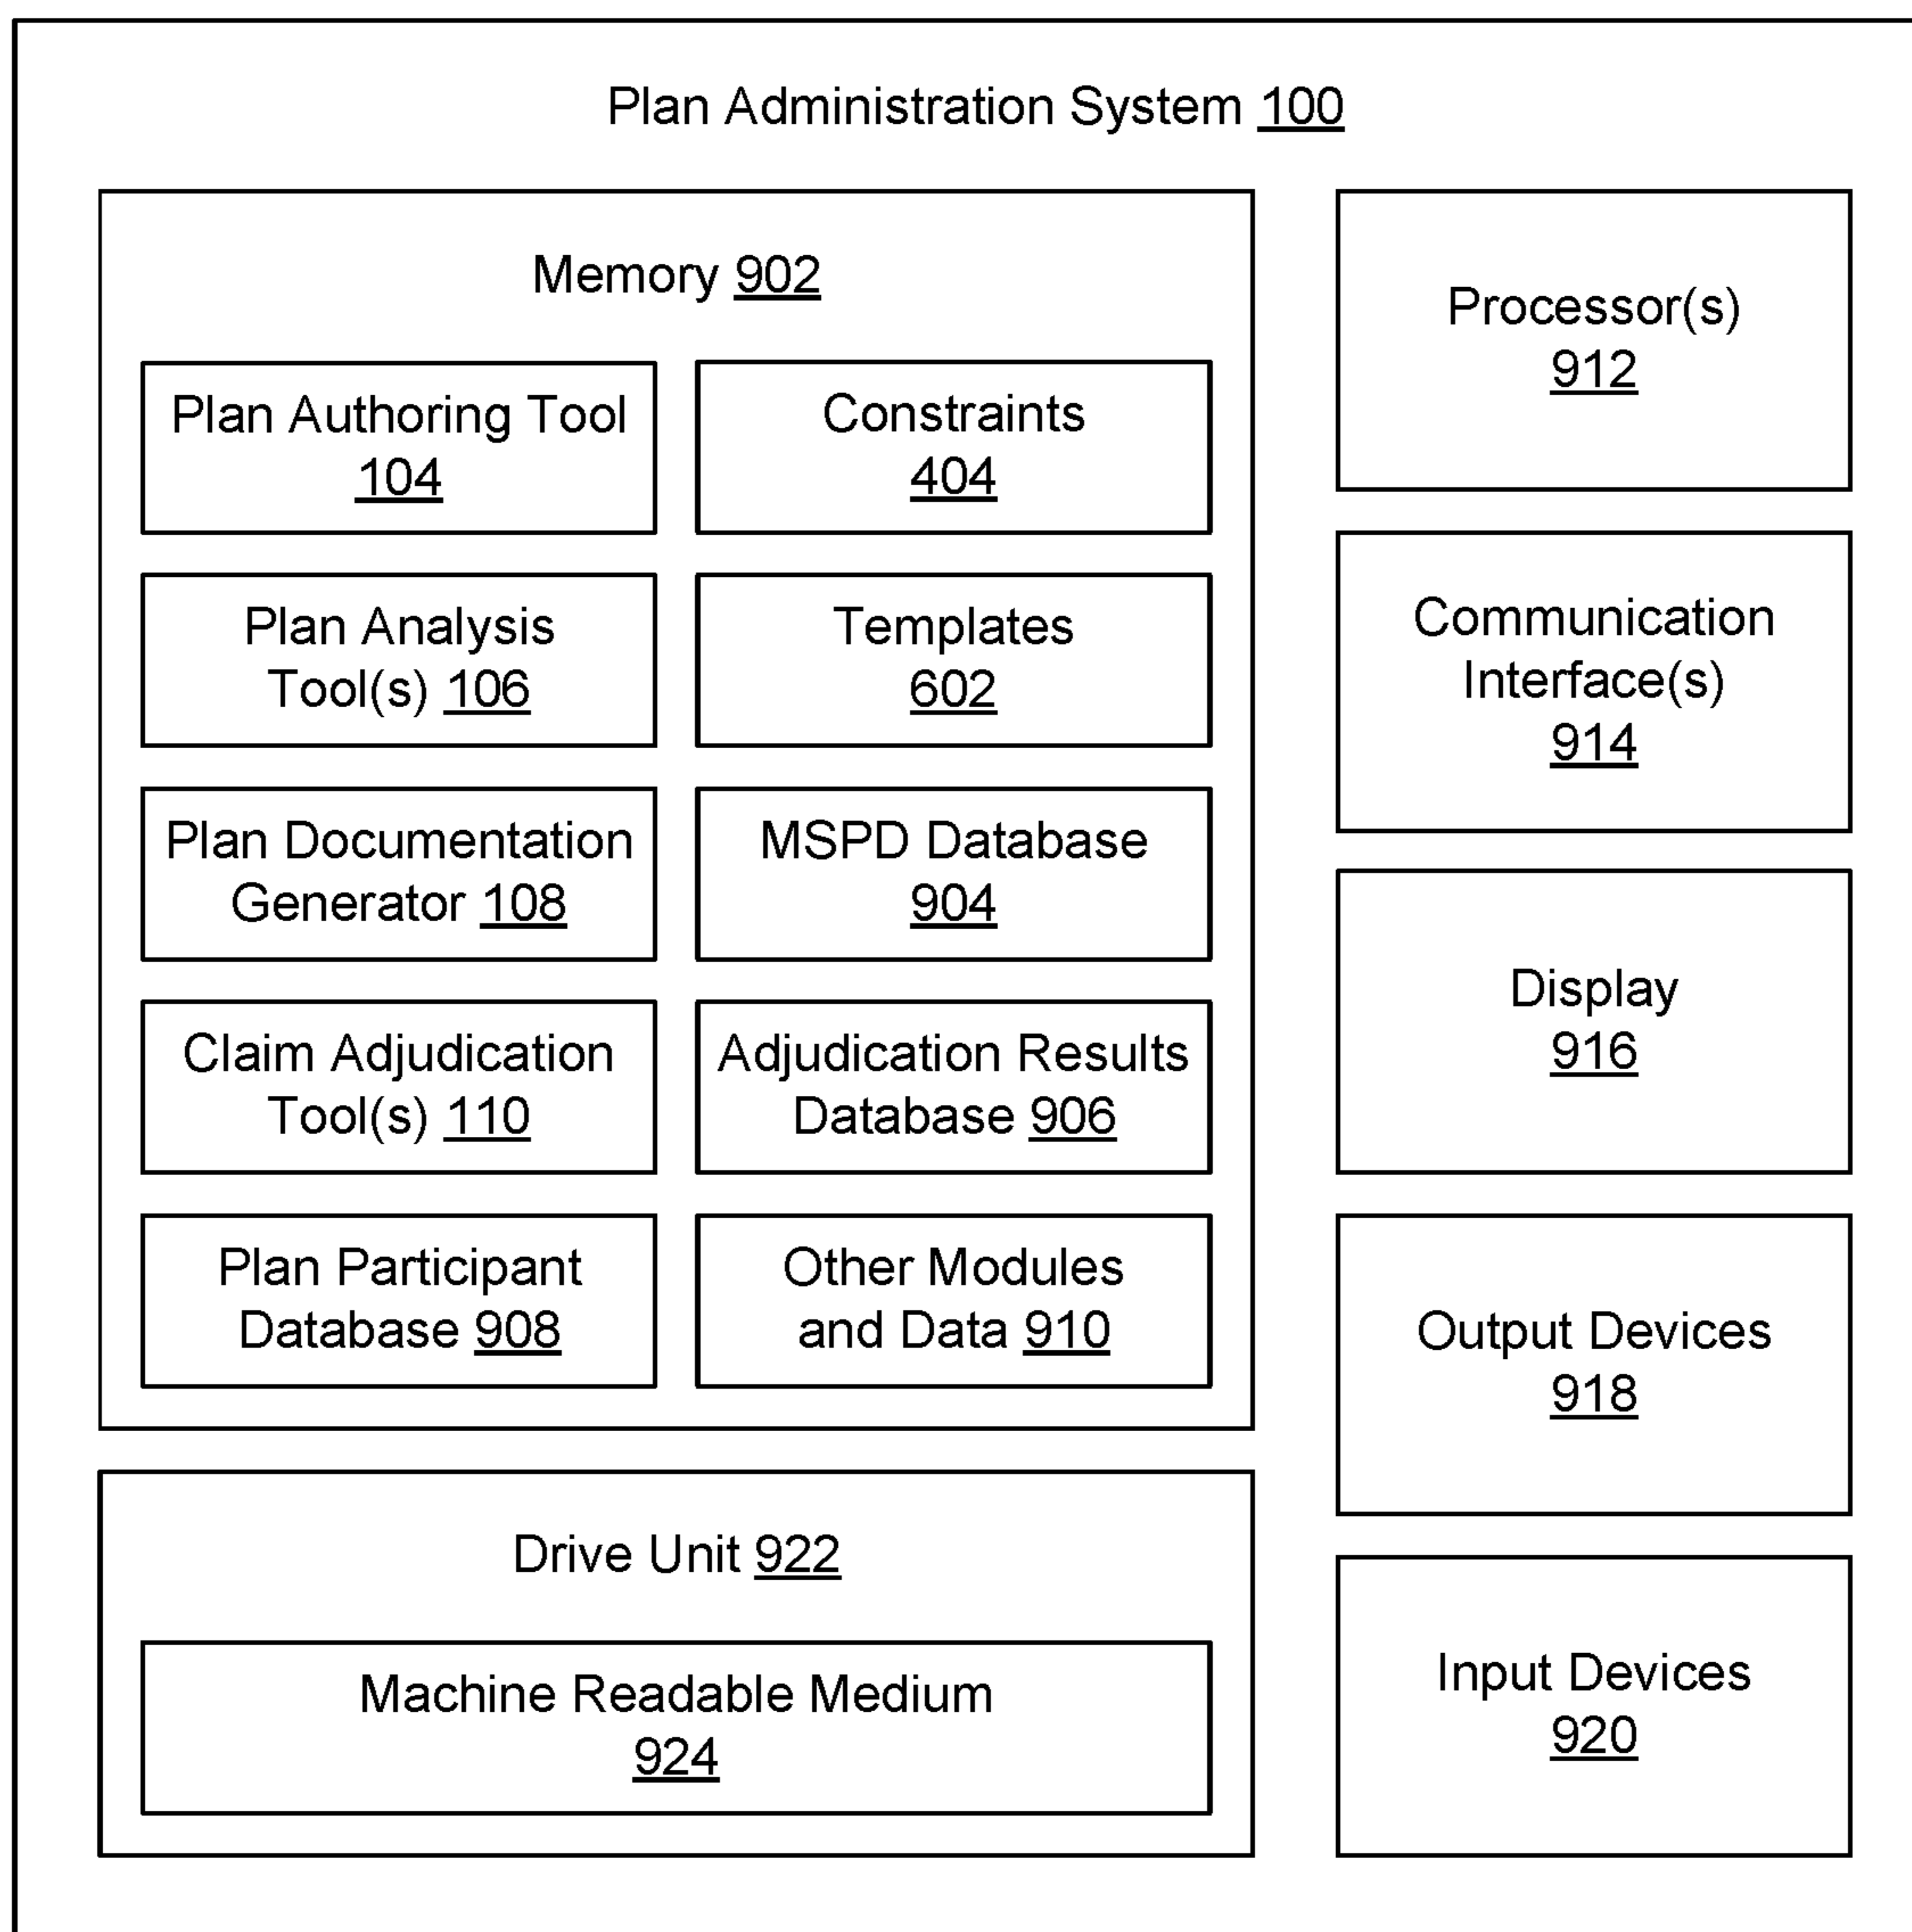 Plan Administration System 100
Memory 902
Plan Authoring Tool
104
Constraints
404
Plan Analysis
Tool(s) 106
Templates
602
Plan Documentation
Generator 108
MSPD Database
904
Claim Adjudication
Tool(s) 110
Adjudication Results
Database 906
Plan Participant
Database 908
Other Modules
and Data 910
Drive Unit 922
Machine Readable Medium
924
Processor(s)
912
Communication
Interface(s)
914
Display
916
Output Devices
918
Input Devices
920